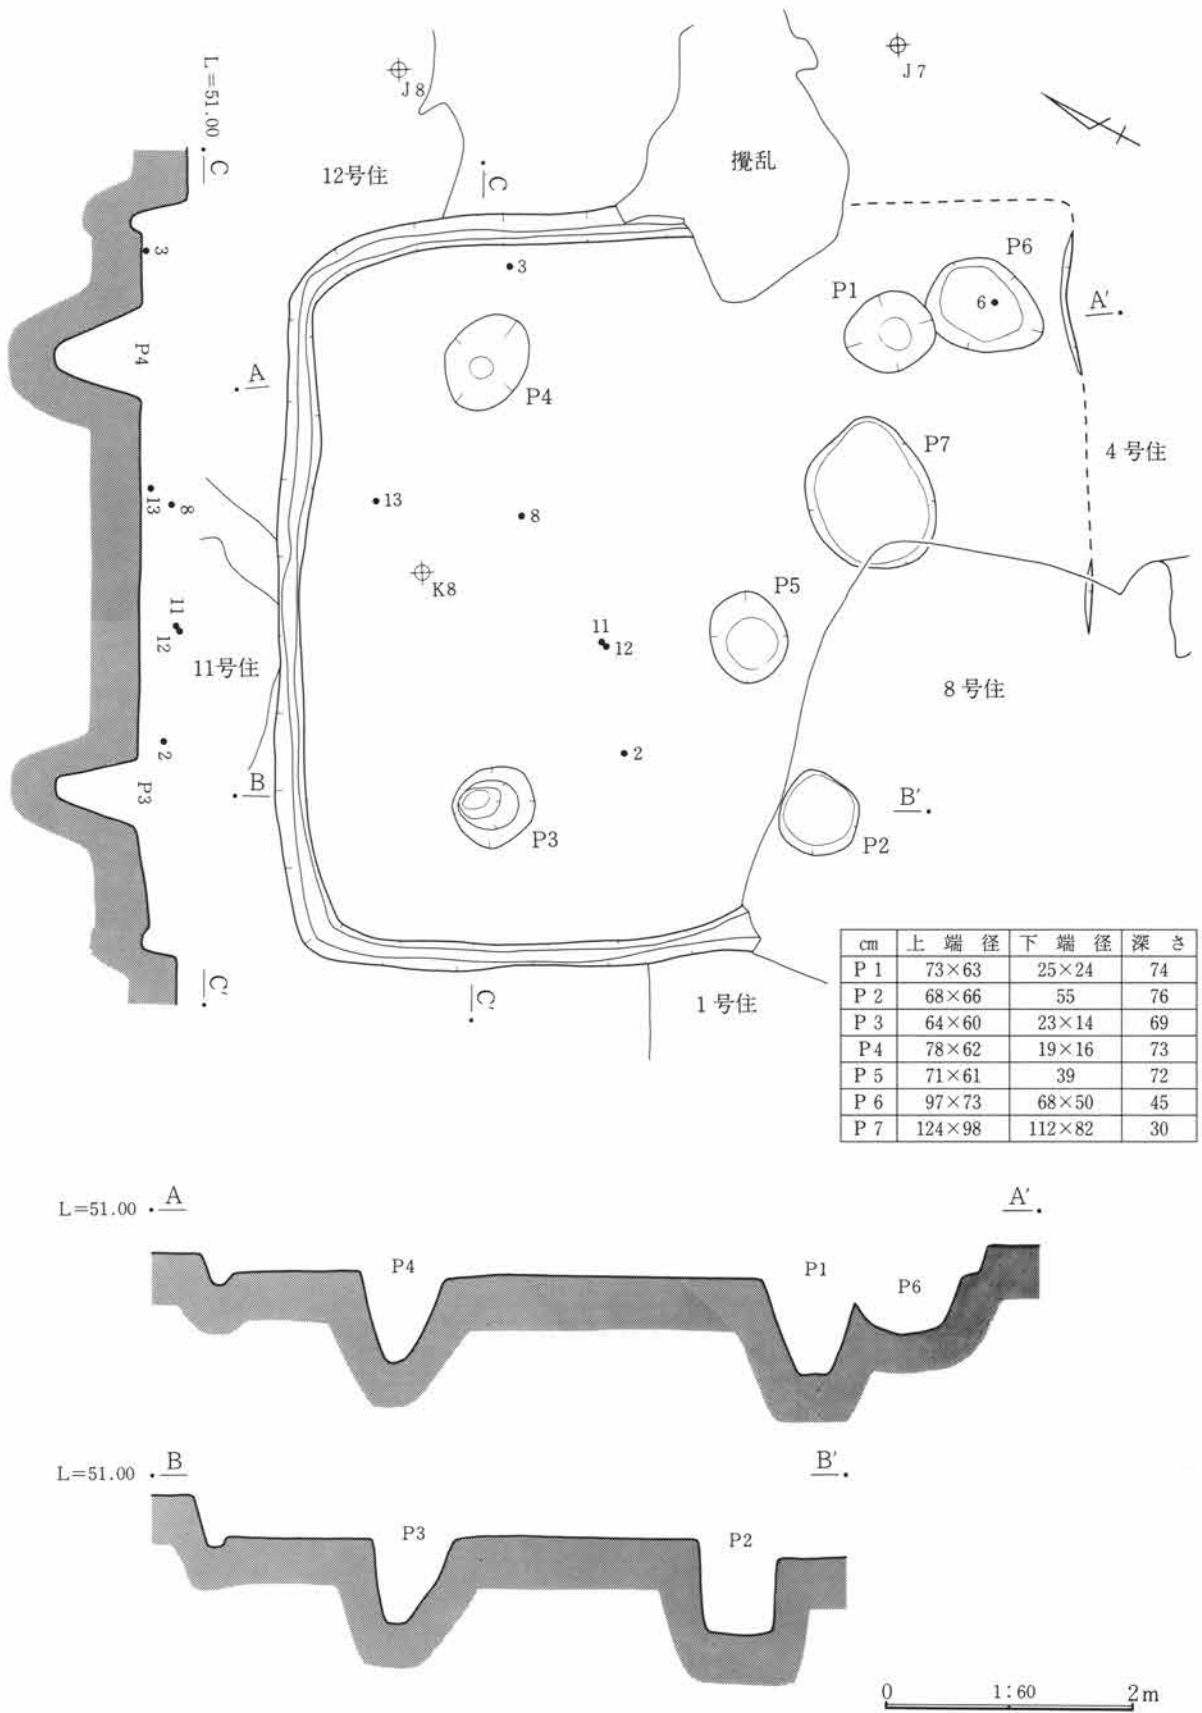 L=51.00
C
J8
J7
12号住
C
攪乱
3
3
P6
P1
6
A'
P4
A
P4
P7
4号住
13
8
13
8
K8
P5
11
12
11
12
11号住
8号住
2
2
B
P3
P3
B'
P2
C'
C'
1号住
cm 上端径 下端径 深さ
P1 73×63 25×24 74
P2 68×66 55 76
P3 64×60 23×14 69
P4 78×62 19×16 73
P5 71×61 39 72
P6 97×73 68×50 45
P7 124×98 112×82 30
L=51.00 A A'
P4 P1 P6
L=51.00 B B'
P3 P2
0 1:60 2m